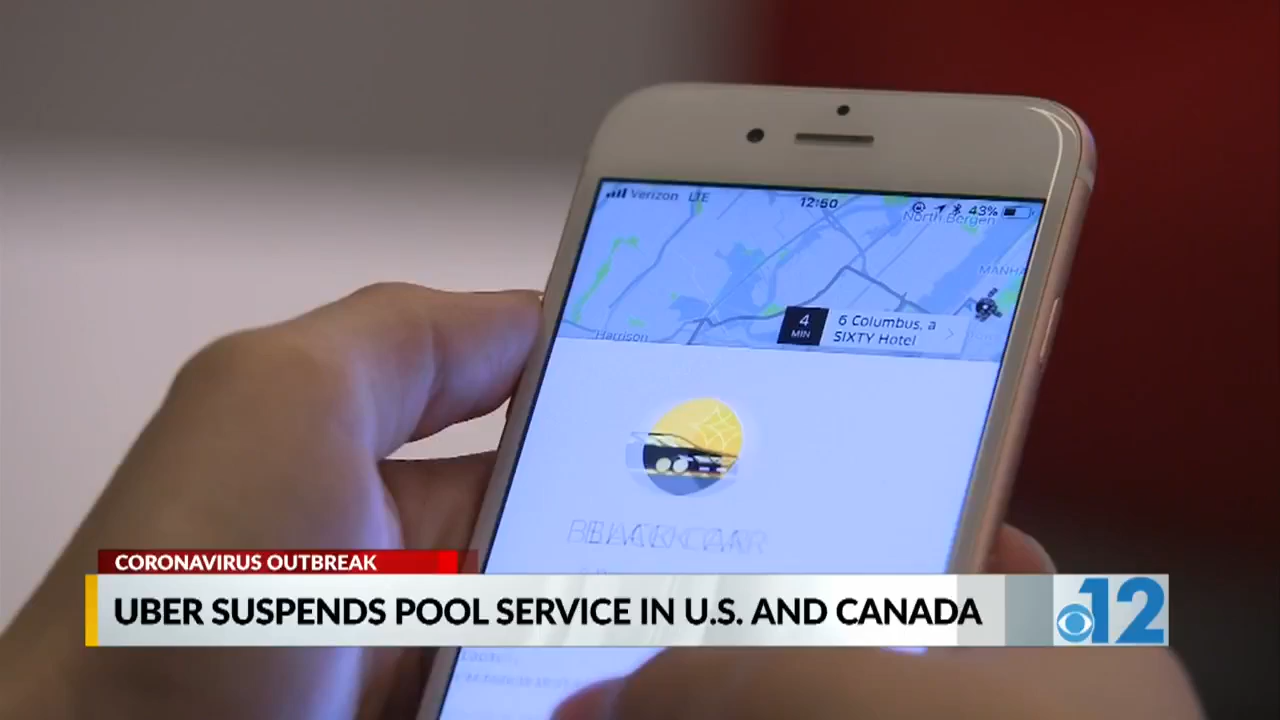 Verizon LTE
12:50
43%
North Bergen
MANHA
4
MIN
6 Columbus, a
SIXTY Hotel
Harrison
CORONAVIRUS OUTBREAK
UBER SUSPENDS POOL SERVICE IN U.S. AND CANADA
12